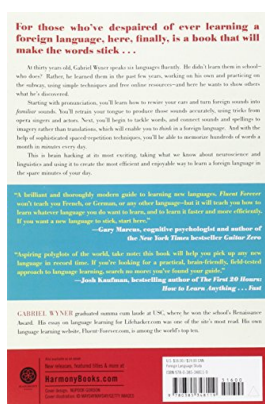 For those who've despaired of ever learning a
foreign language, here, finally, is a book that will
make the words stick . . .
At thirty years old, Gabriel Wyner speaks six languages fluently. He didn't learn them in school—
who does? Rather, he learned them in the past few years, working on his own and practicing on
the subway, using simple techniques and free online resources—and here he wants to show others
what he's discovered.
Starting with pronunciation, you'll learn how to rewire your ears and turn foreign sounds into
familiar sounds. You'll retrain your tongue to produce those sounds accurately, using tricks from
opera singers and actors. Next, you'll begin to tackle words, and connect sounds and spellings to
imagery rather than translations, which will enable you to think in a foreign language. And with the
help of sophisticated spaced-repetition techniques, you'll be able to memorize hundreds of words a
month in minutes every day.
This is brain hacking at its most exciting, taking what we know about neuroscience and
linguistics and using it to create the most efficient and enjoyable way to learn a foreign language in
the spare minutes of your day.
"A brilliant and thoroughly modern guide to learning new languages. Fluent Forever
won't teach you French, or German, or any other language—but it will teach you how
to learn whatever language you do want to learn, and to learn it faster and more efficiently.
If you want a new language to stick, start here."
—Gary Marcus, cognitive psychologist and author of
the New York Times bestseller Guitar Zero
"Aspiring polyglots of the world, take note: this book will help you pick up any new
language in record time. If you're looking for a practical, brain-friendly, field-tested
approach to language learning, search no more: you've found your guide."
—Josh Kaufman, bestselling author of The First 20 Hours:
How to Learn Anything . . . Fast
GABRIEL WYNER graduated summa cum laude at USC, where he won the school's Renaissance
Award. His essay on language learning for Lifehacker.com was one of the site's most read. His own
language learning website, Fluent-Forever.com, is among the world's top ten.
New releases, featured titles & more at
HarmonyBooks.com
Foreign Language Study
51600